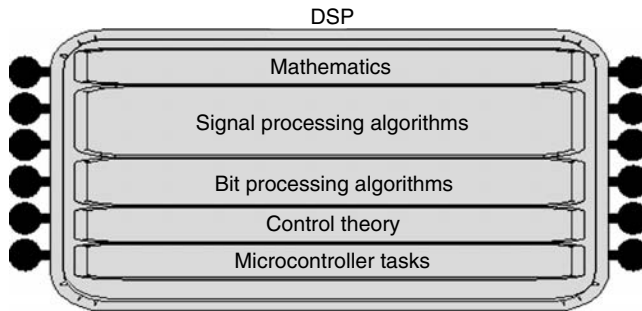 DSP
Mathematics
Signal processing algorithms
Bit processing algorithms
Control theory
Microcontroller tasks